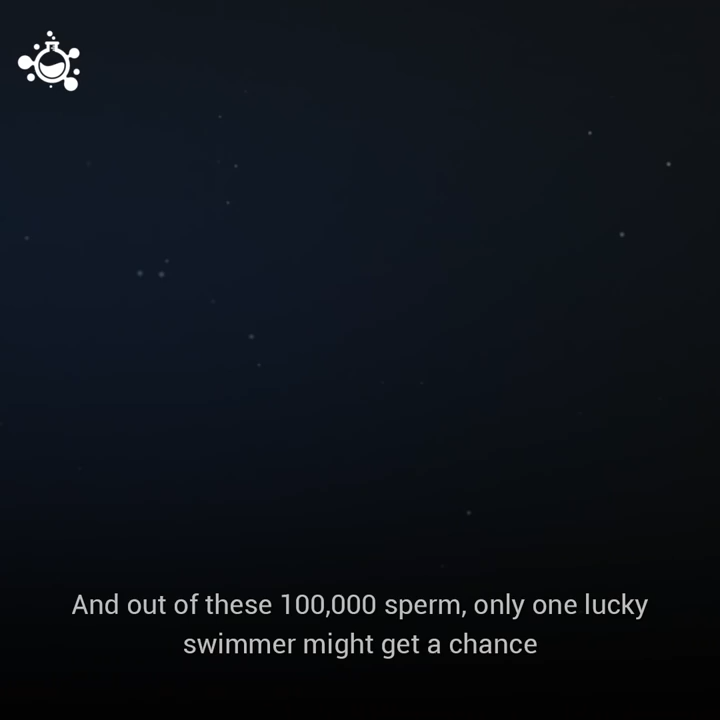 And out of these 100,000 sperm, only one lucky
swimmer might get a chance